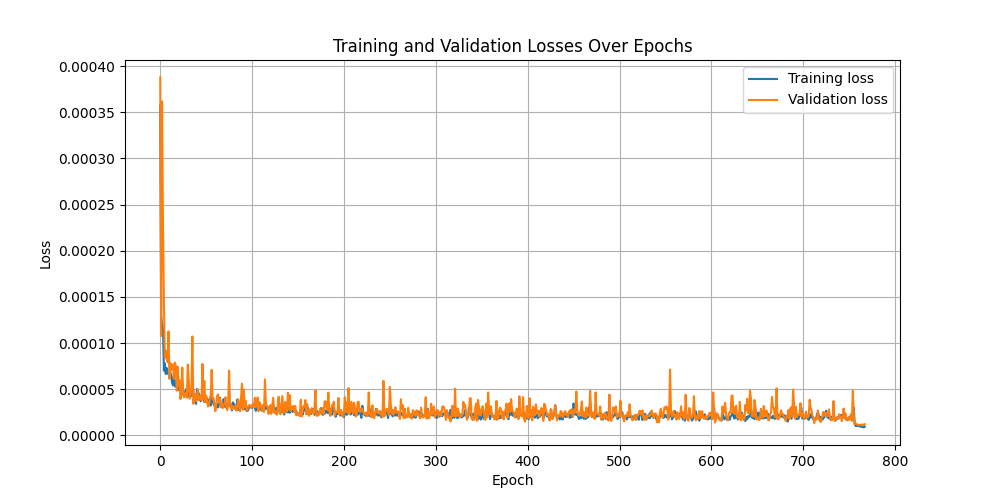 Training and Validation Losses Over Epochs
Training loss
Validation loss
Loss
0.00040
0.00035
0.00030
0.00025
0.00020
0.00015
0.00010
0.00005
0.00000
0 100 200 300 400 500 600 700 800
Epoch